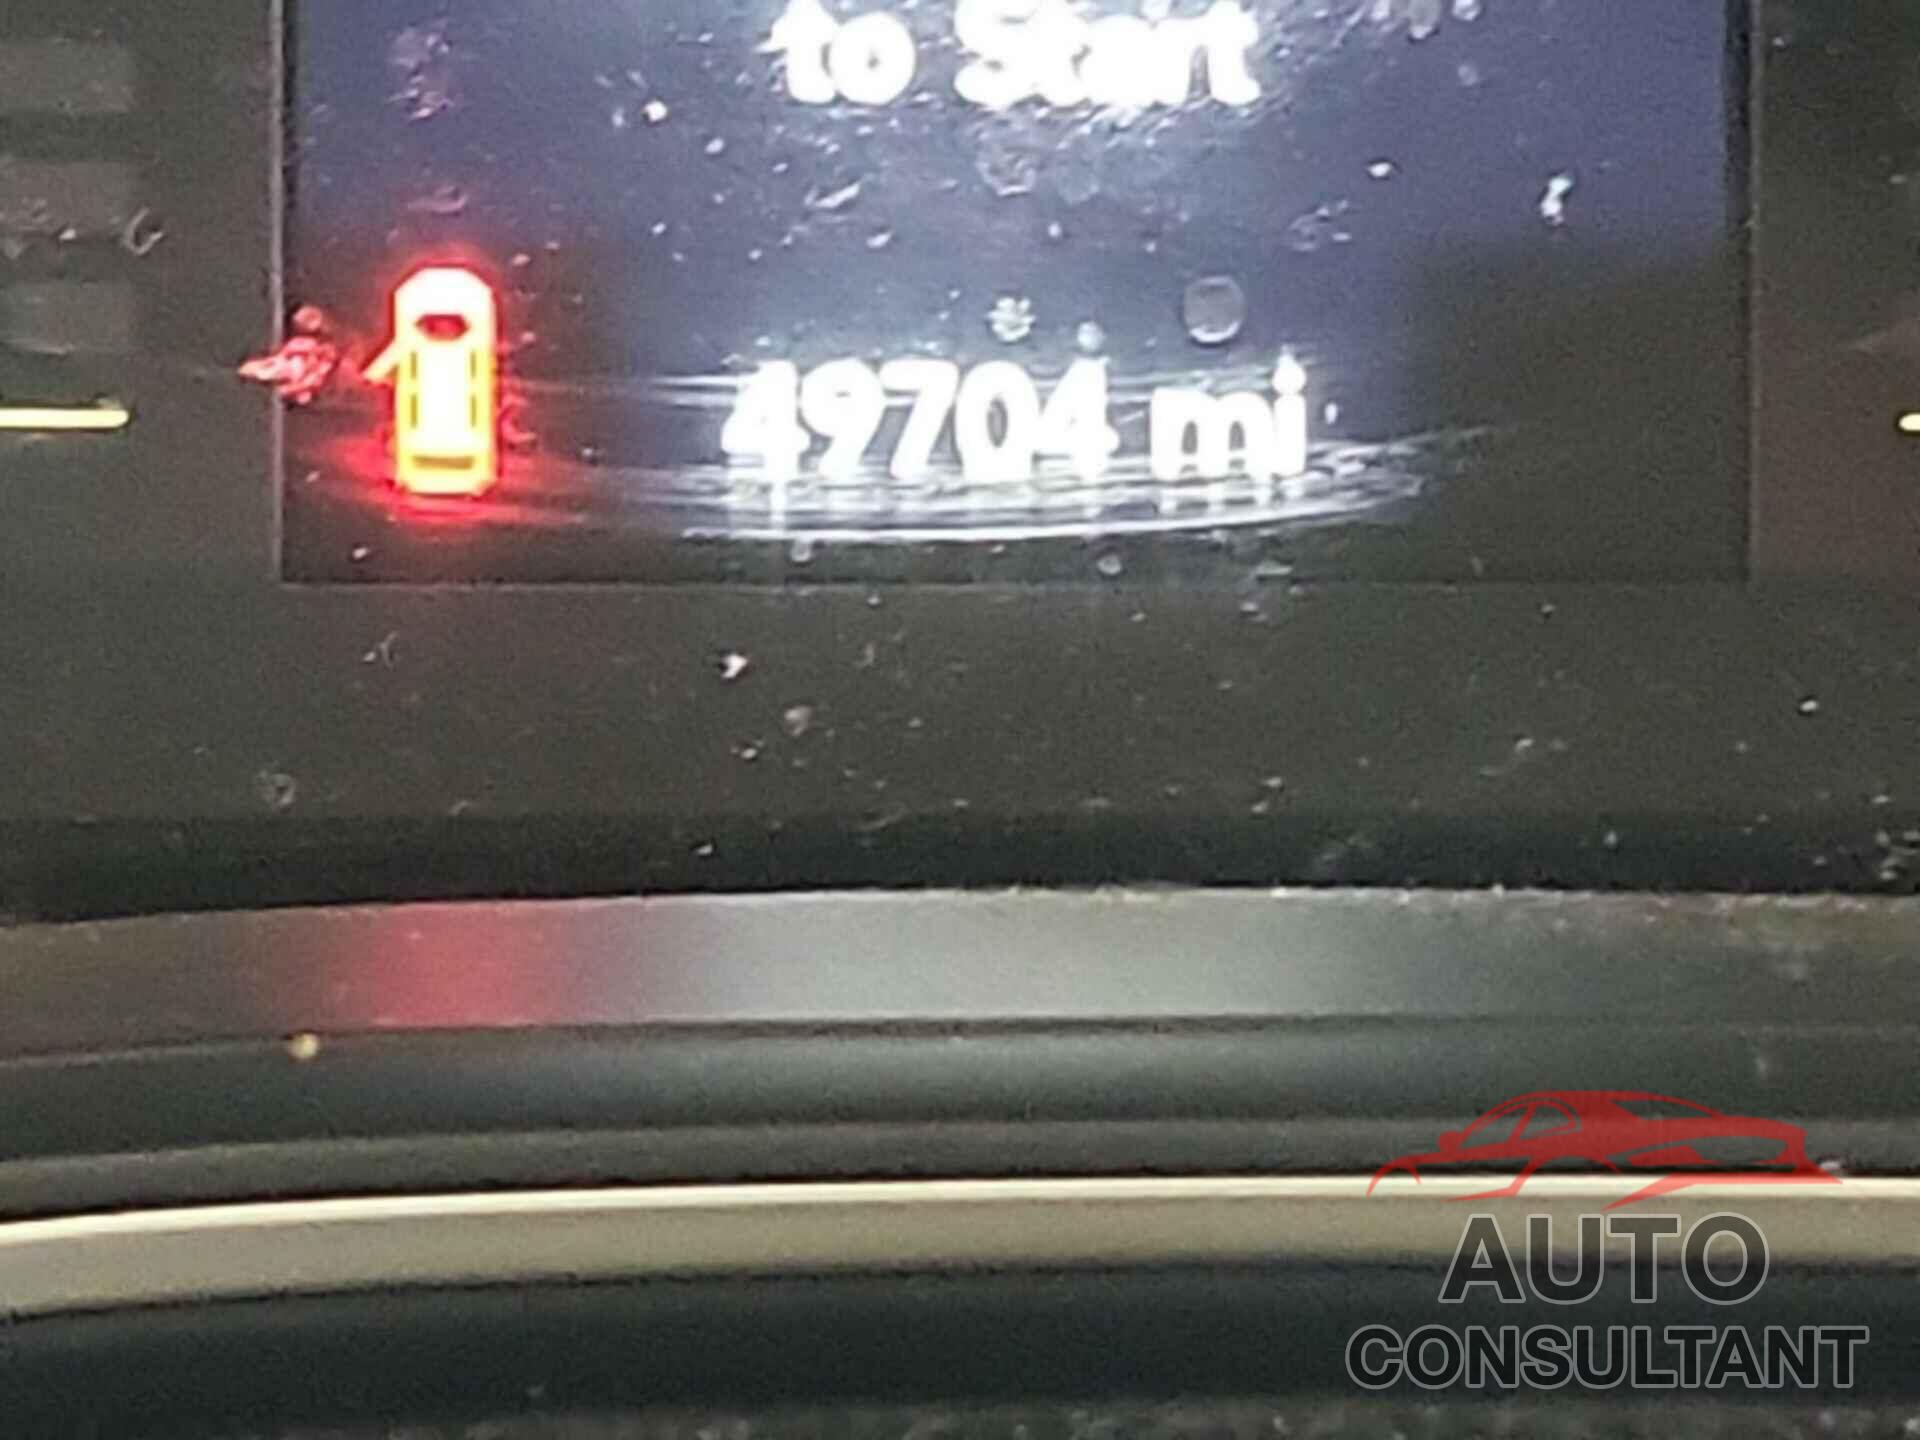 to Start
49704 mi
AUTO
CONSULTANT